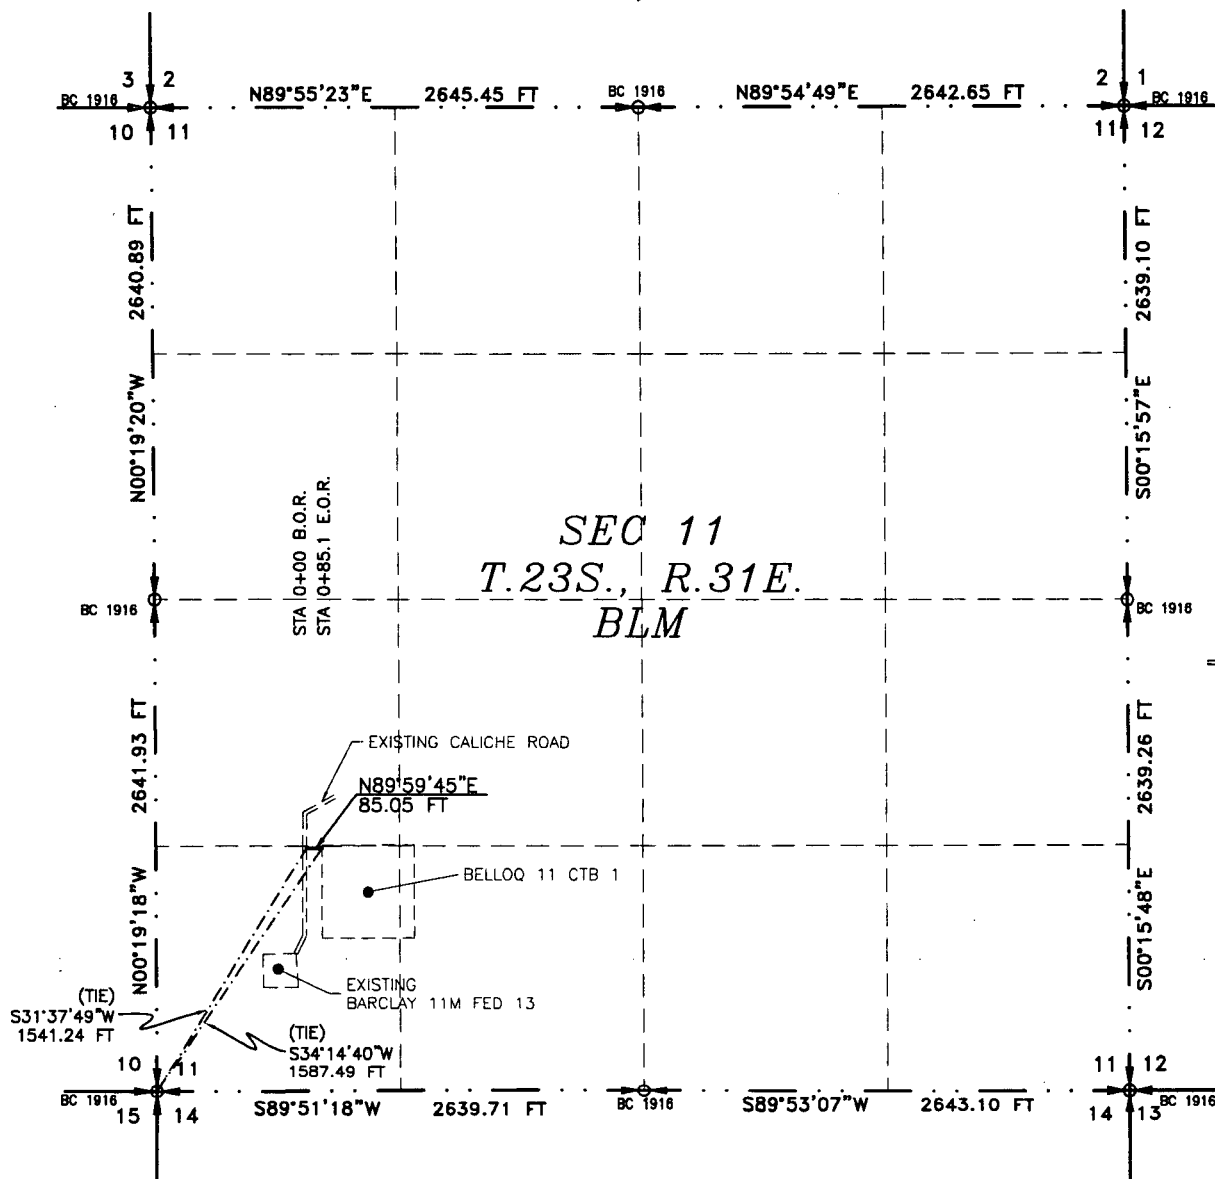 3 2
2 1
BC 1916
N89°55'23"E 2645.45 FT
BC 1916
N89°54'49"E 2642.65 FT
BC 1916
10 11
11 12
2640.89 FT
2639.10 FT
N00°19'20"W
S00°15'57"E
STA 0+00 B.O.R.
STA 0+85.1 E.O.R.
SEC 11
T.23S., R.31E.
BLM
BC 1916
BC 1916
2641.93 FT
2639.26 FT
EXISTING CALICHE ROAD
N89°59'45"E
85.05 FT
BELLOQ 11 CTB 1
N00°19'18"W
S00°15'48"E
EXISTING
BARCLAY 11M FED 13
(TIE)
S31°37'49"W
1541.24 FT
(TIE)
S34°14'40"W
1587.49 FT
10 11
11 12
BC 1916
S89°51'18"W 2639.71 FT
BC 1916
S89°53'07"W 2643.10 FT
BC 1916
15 14
14 13